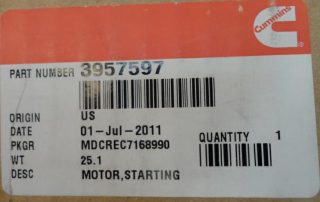 Cummins
PART NUMBER 3957597
ORIGIN US
DATE 01-Jul-2011
PKGR MDCREC7168990
QUANTITY 1
WT 25.1
DESC MOTOR,STARTING